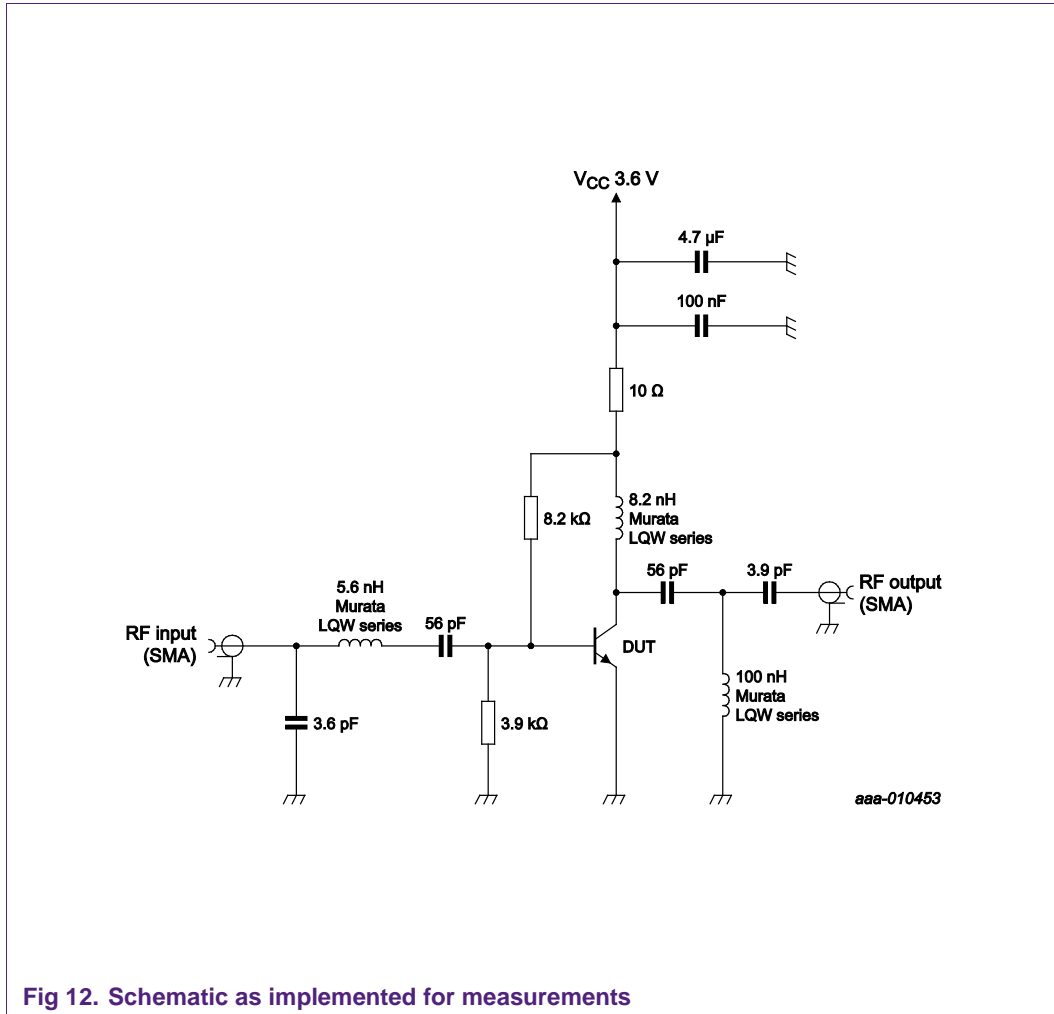 VCC 3.6 V
4.7 µF
100 nF
10 Ω
8.2 kΩ
8.2 nH
Murata
LQW series
56 pF
3.9 pF
RF output
(SMA)
5.6 nH
Murata
LQW series
56 pF
RF input
(SMA)
DUT
100 nH
Murata
LQW series
3.6 pF
3.9 kΩ
aaa-010453
Fig 12. Schematic as implemented for measurements